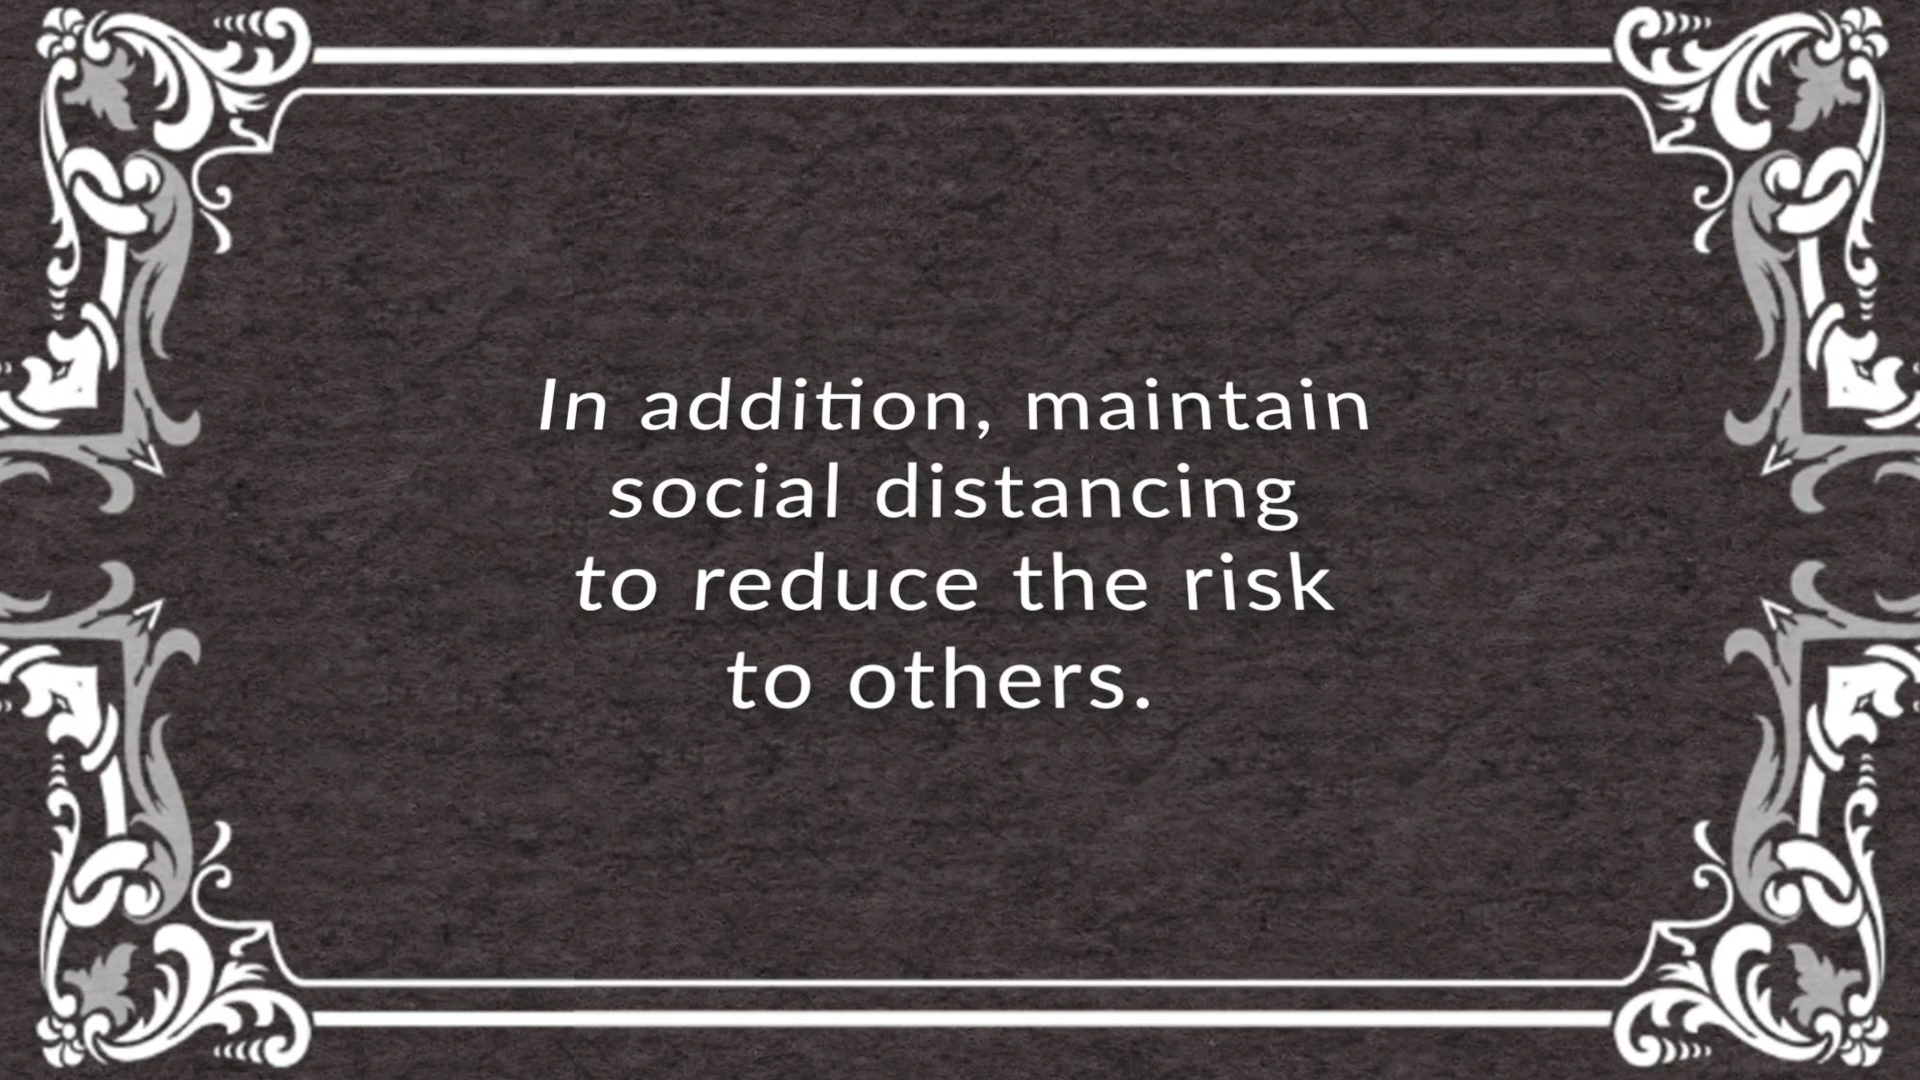 In addition, maintain
social distancing
to reduce the risk
to others.